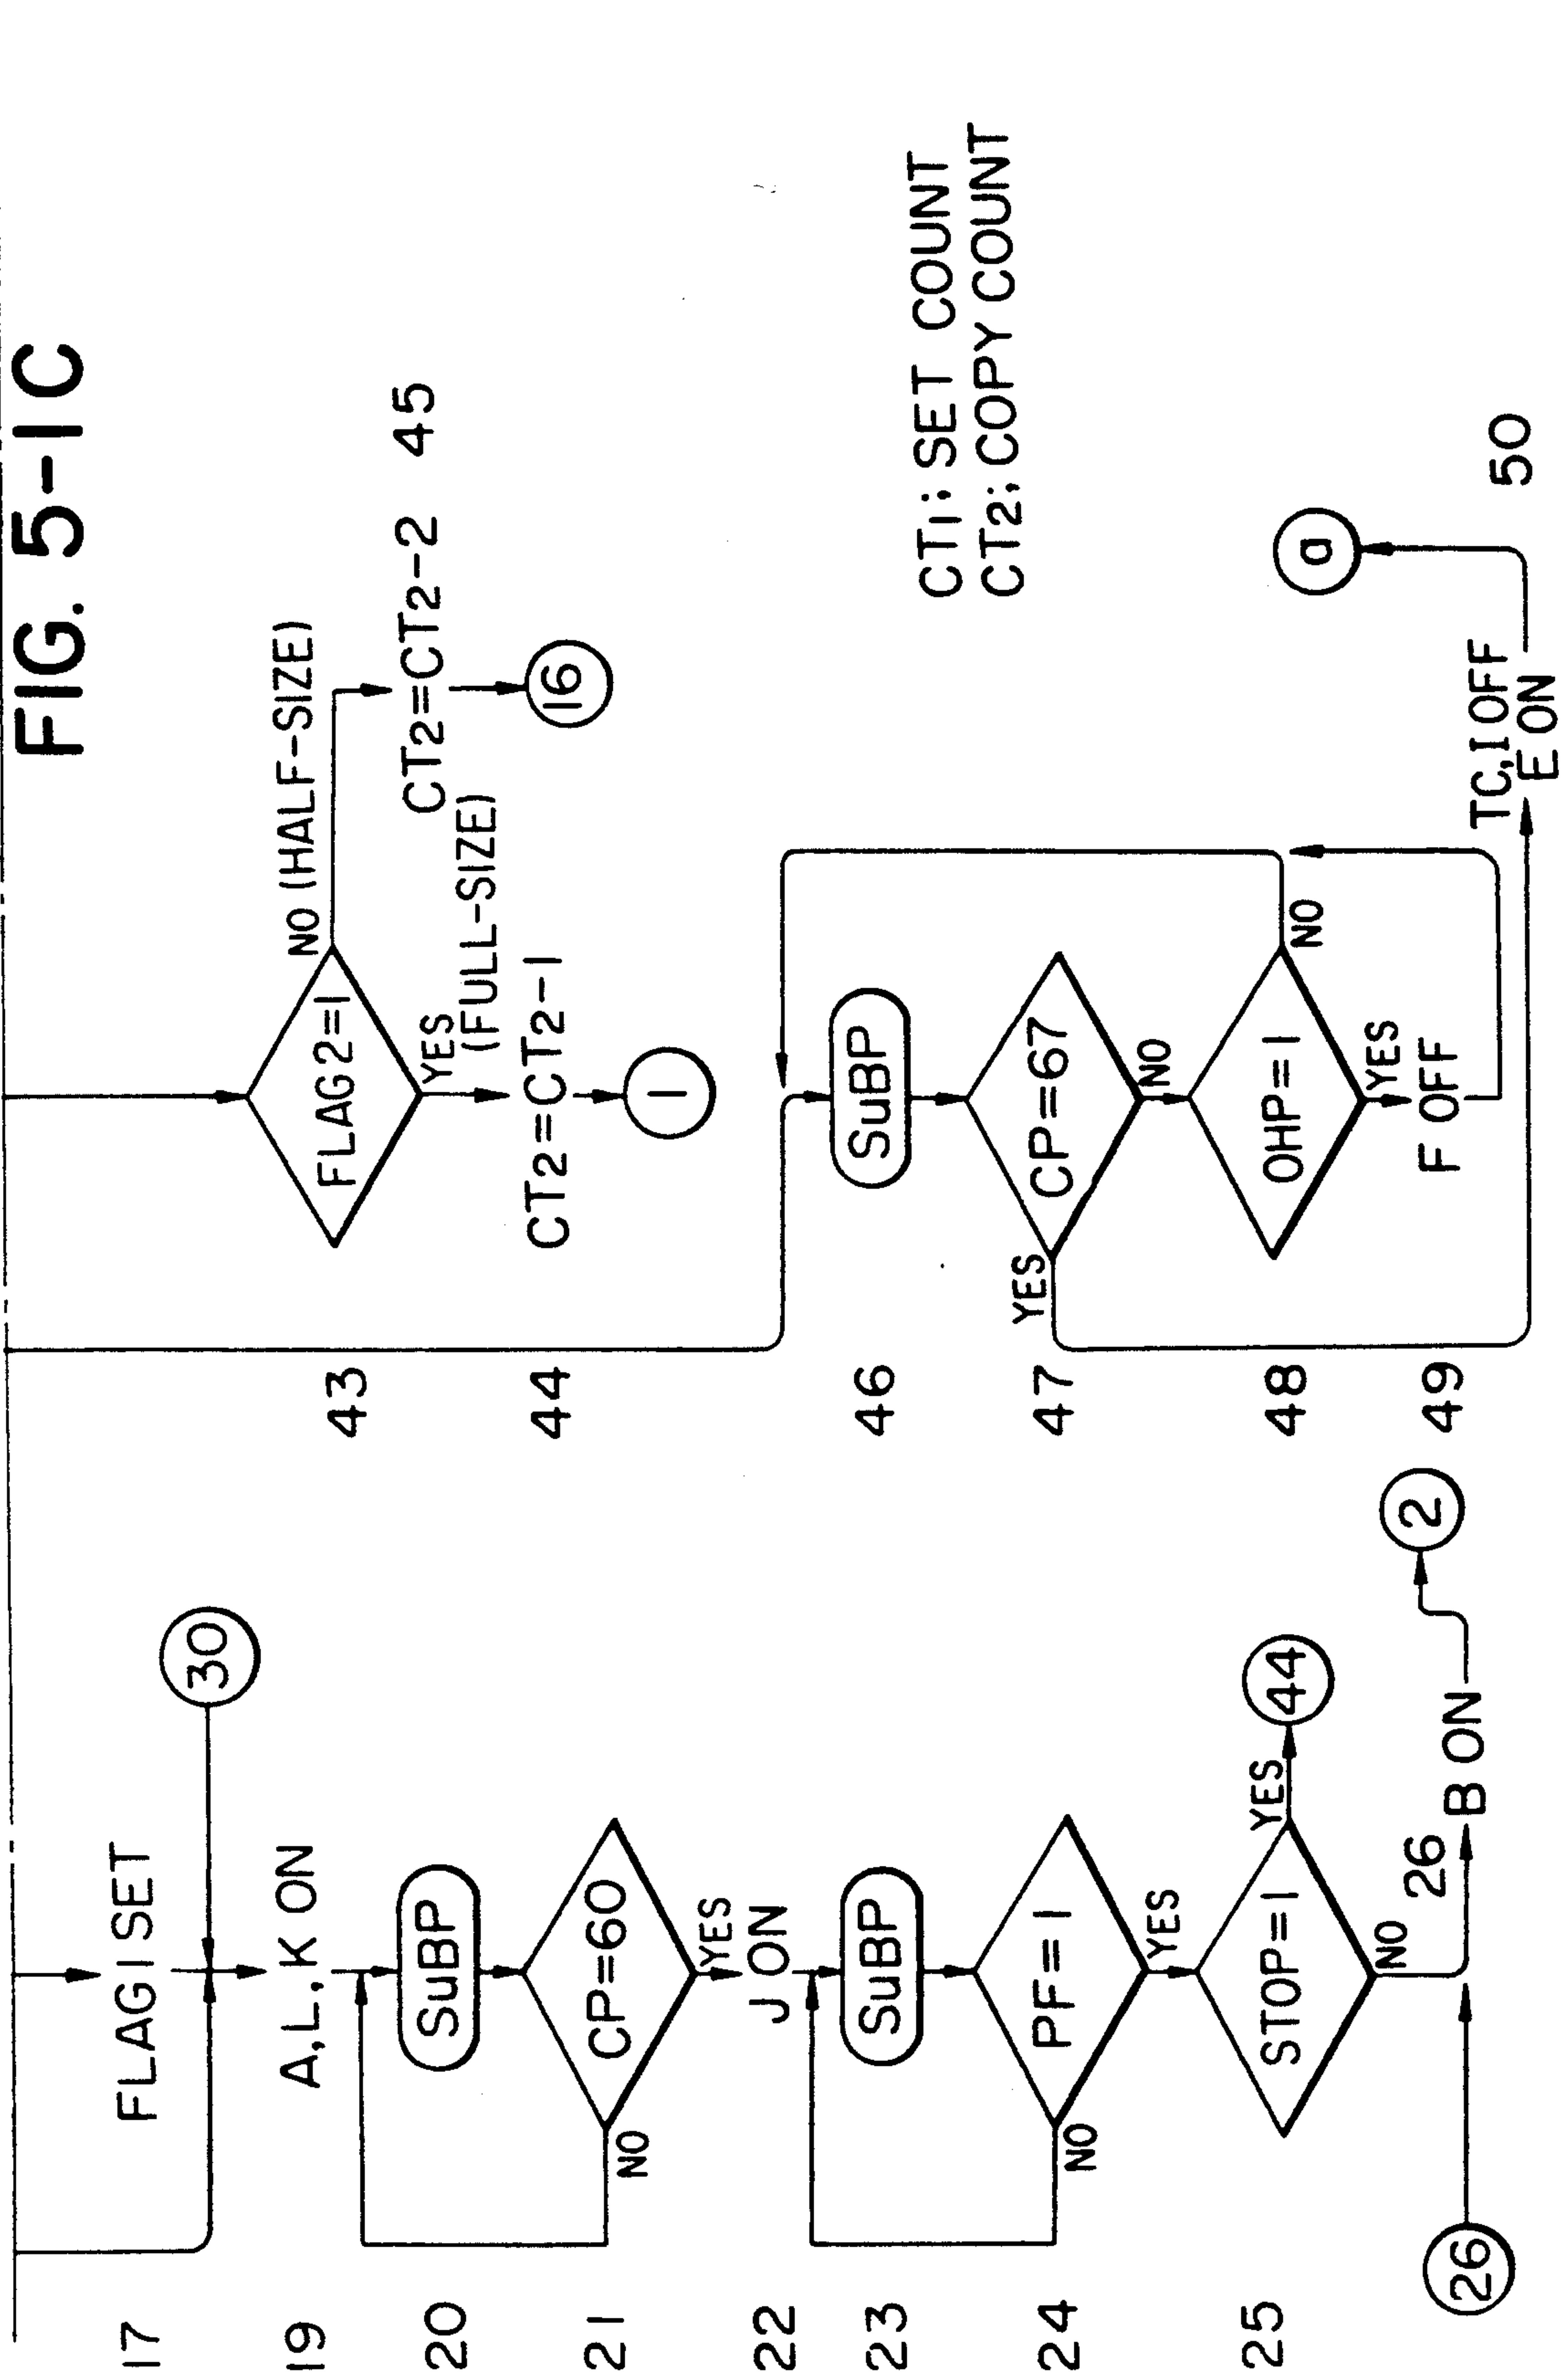 FIG. 5-1C
17
FLAG 1 SET
30
19
A, L, K ON
20
SuBP
21
CP=60
NO
YES
22
J ON
23
SuBP
24
PF=1
NO
YES
25
STOP=1
YES
44
NO
26
26
B ON
2
43
FLAG2=1
NO (HALF-SIZE)
YES
(FULL-SIZE)
44
CT2=CT2-1
1
CT2=CT2-2
45
16
46
SuBP
47
CP=67
YES
NO
48
OHP=1
NO
YES
49
F OFF
TC, I OFF
E ON
50
a
CT1: SET COUNT
CT2; COPY COUNT